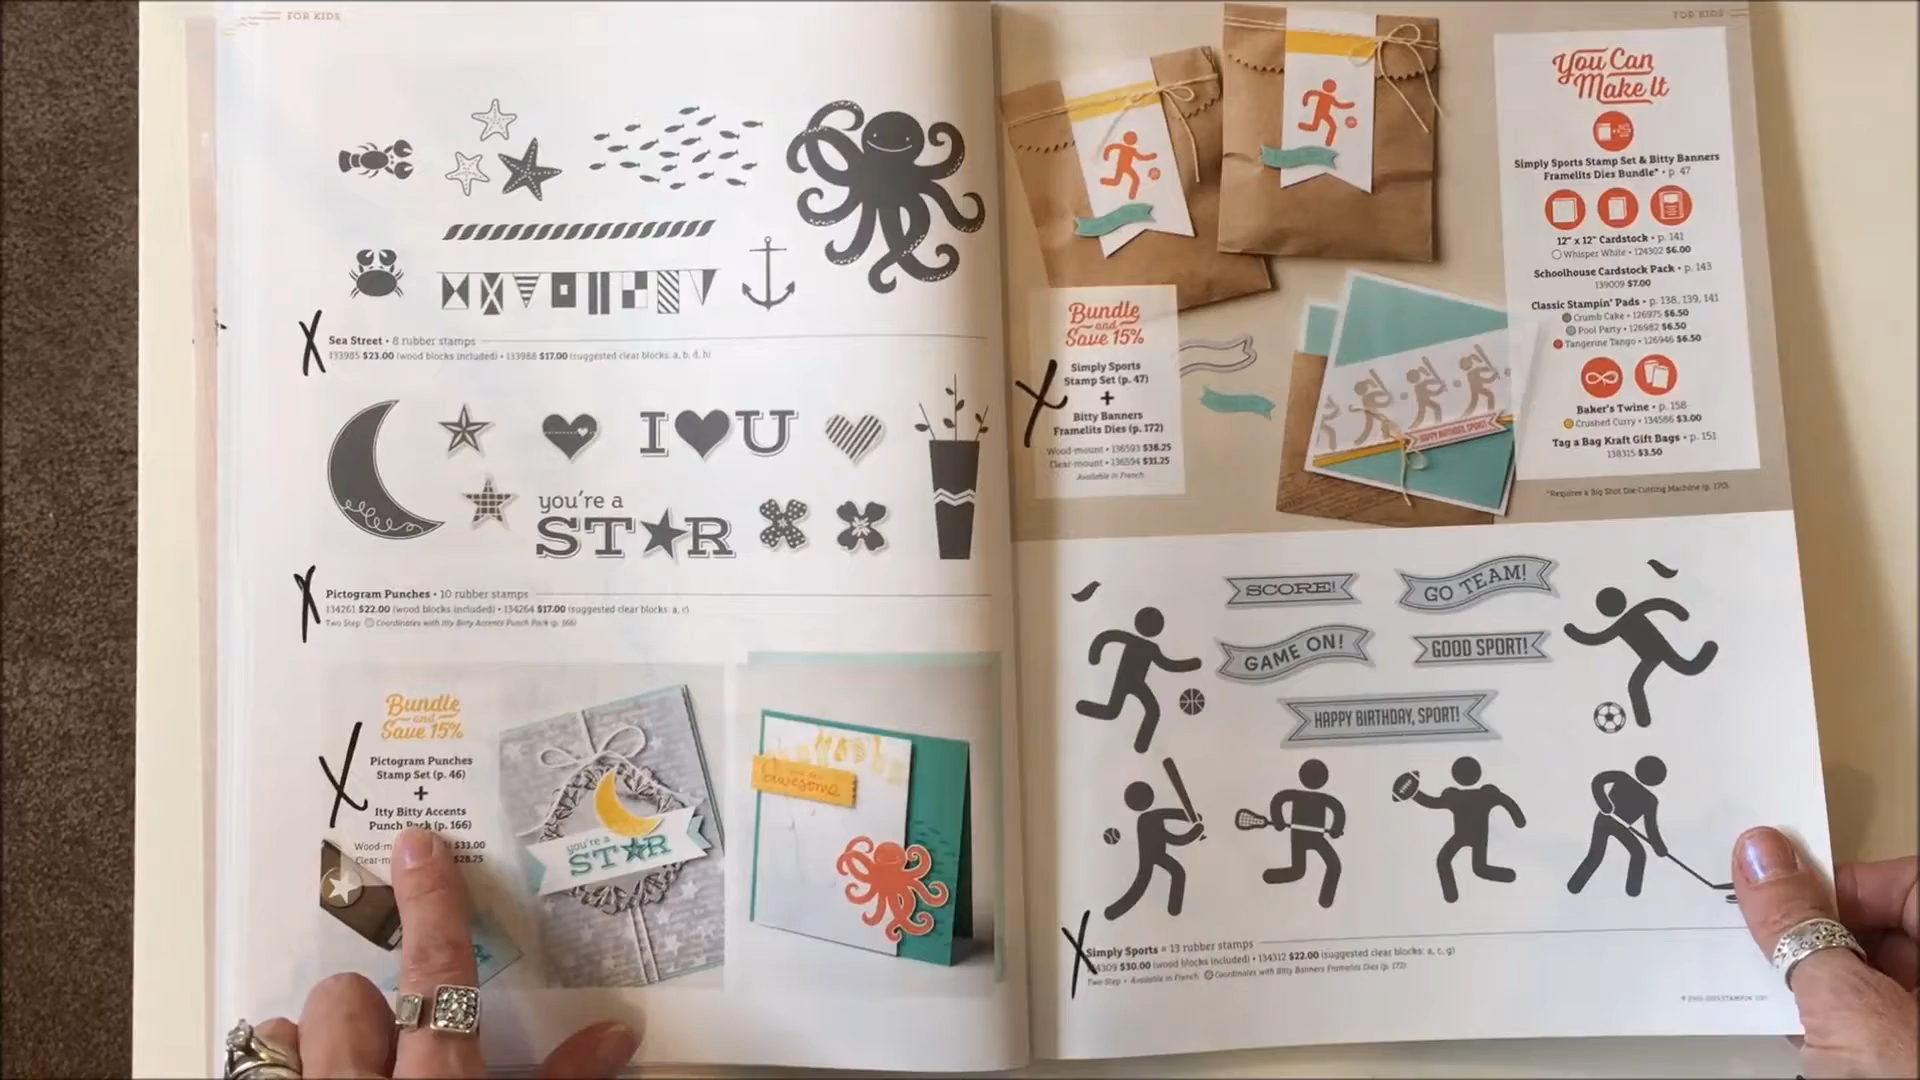 FOR KIDS
X
Sea Street • 8 rubber stamps
133985 $23.00 (wood blocks included) • 133988 $17.00 (suggested clear blocks: a, b, d, h)
I U
you're a
ST R
X
Pictogram Punches • 10 rubber stamps
134261 $22.00 (wood blocks included) • 134264 $17.00 (suggested clear blocks: a, c)
Two Step Coordinates with Itty Bitty Accents Punch Pack (p. 166)
Bundle
and
Save 15%
X
Pictogram Punches
Stamp Set (p. 46)
+
Itty Bitty Accents
Punch Pack (p. 166)
$33.00
$28.75
you're a
ST R
awesome
FOR KIDS
You Can
Make It
Simply Sports Stamp Set & Bitty Banners
Framelits Dies Bundle* • p. 47
12" x 12" Cardstock • p. 141
Whisper White • 124302 $6.00
Schoolhouse Cardstock Pack • p. 143
139009 $7.00
Classic Stampin' Pads • p. 138, 139, 141
Crumb Cake • 126975 $6.50
Pool Party • 126982 $6.50
Tangerine Tango • 126946 $6.50
Baker's Twine • p. 158
Crushed Curry • 134586 $3.00
Tag a Bag Kraft Gift Bags • p. 151
138315 $3.50
*Requires a Big Shot Die-Cutting Machine (p. 170).
Bundle
and
Save 15%
X
Simply Sports
Stamp Set (p. 47)
+
Bitty Banners
Framelits Dies (p. 172)
Wood-mount • 136593 $38.25
Clear-mount • 136594 $31.25
Available in French
HAPPY BIRTHDAY, SPORT!
SCORE!
GO TEAM!
GAME ON!
GOOD SPORT!
HAPPY BIRTHDAY, SPORT!
X
Simply Sports • 13 rubber stamps
$30.00 (wood blocks included) • 134312 $22.00 (suggested clear blocks: a, c, g)
Two-Step • Available in French Coordinates with Bitty Banners Framelits Dies (p. 172)